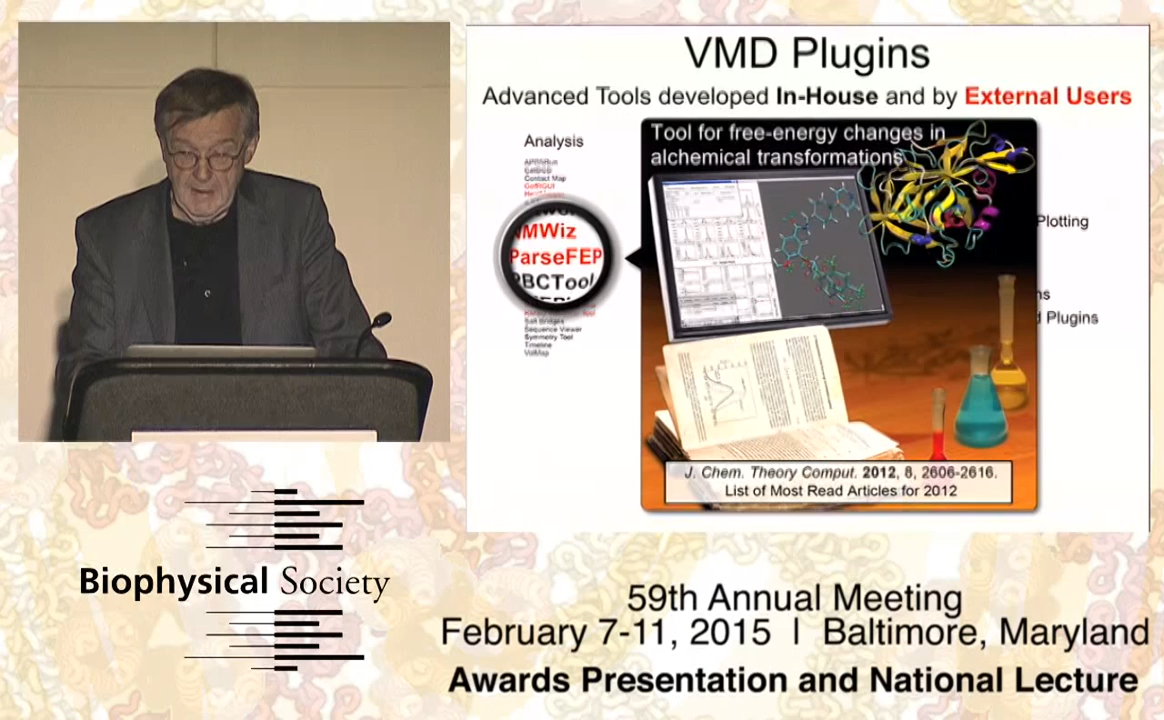 VMD Plugins
Advanced Tools developed In-House and by External Users
Analysis
Contact Map
GofRGUI
NMWiz
ParseFEP
PBCTool
Salt Bridges
Sequence Viewer
Symmetry Tool
Timeline
VolMap
Tool for free-energy changes in
alchemical transformations
Plotting
Plugins
J. Chem. Theory Comput. 2012, 8, 2606-2616.
List of Most Read Articles for 2012
Biophysical Society
59th Annual Meeting
February 7-11, 2015 | Baltimore, Maryland
Awards Presentation and National Lecture